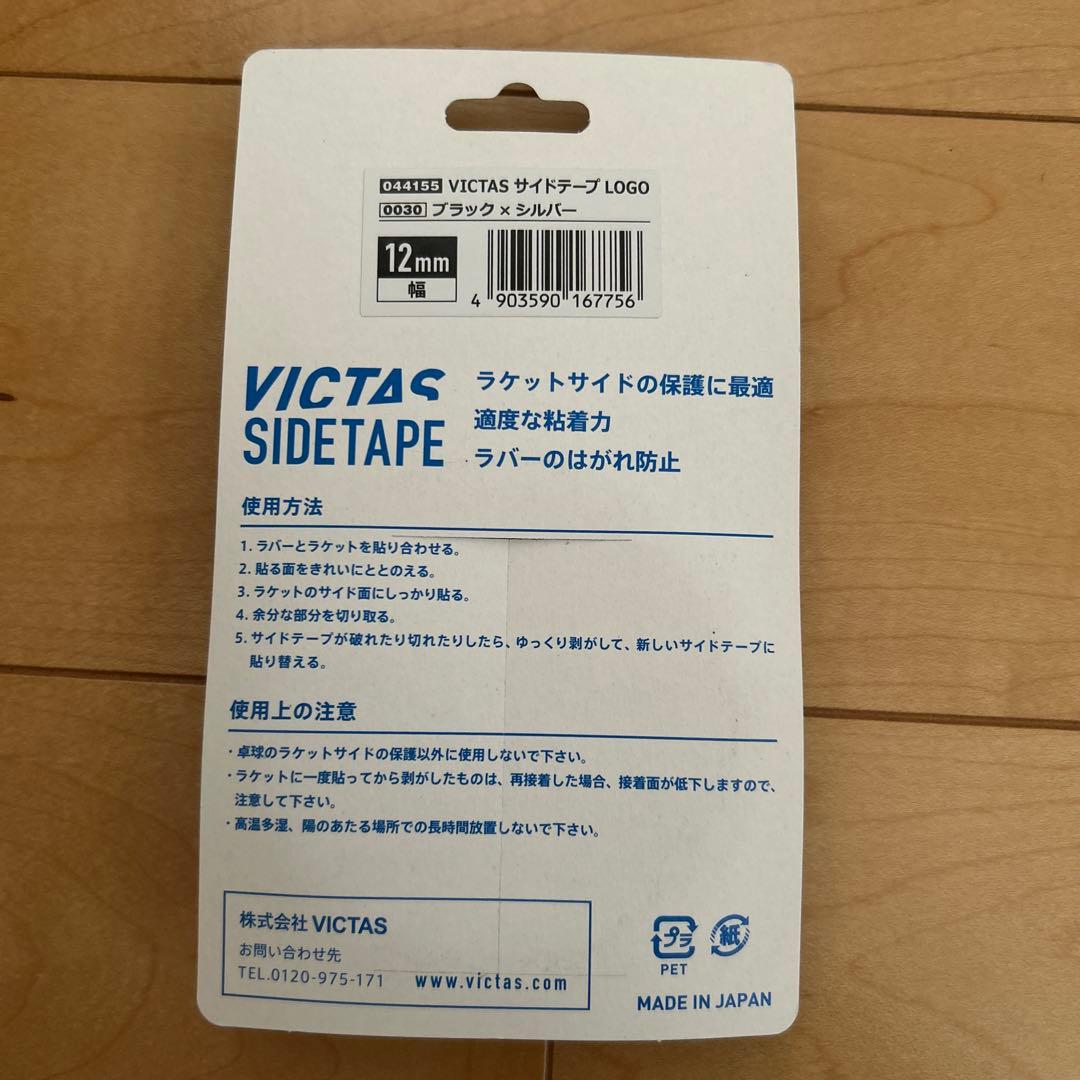 044155 VICTAS サイドテープ LOGO
0030 ブラック×シルバー
12mm
幅
4 903590 167756
VICTAS
SIDETAPE
ラケットサイドの保護に最適
適度な粘着力
ラバーのはがれ防止
使用方法
1. ラバーとラケットを貼り合わせる。
2. 貼る面をきれいにととのえる。
3. ラケットのサイド面にしっかり貼る。
4. 余分な部分を切り取る。
5. サイドテープが破れたり切れたりしたら、ゆっくり剥がして、新しいサイドテープに
貼り替える。
使用上の注意
・卓球のラケットサイドの保護以外に使用しないで下さい。
・ラケットに一度貼ってから剥がしたものは、再接着した場合、接着面が低下しますので、
注意して下さい。
・高温多湿、陽のあたる場所での長時間放置しないで下さい。
株式会社 VICTAS
お問い合わせ先
TEL.0120-975-171 www.victas.com
プラ 紙
PET
MADE IN JAPAN